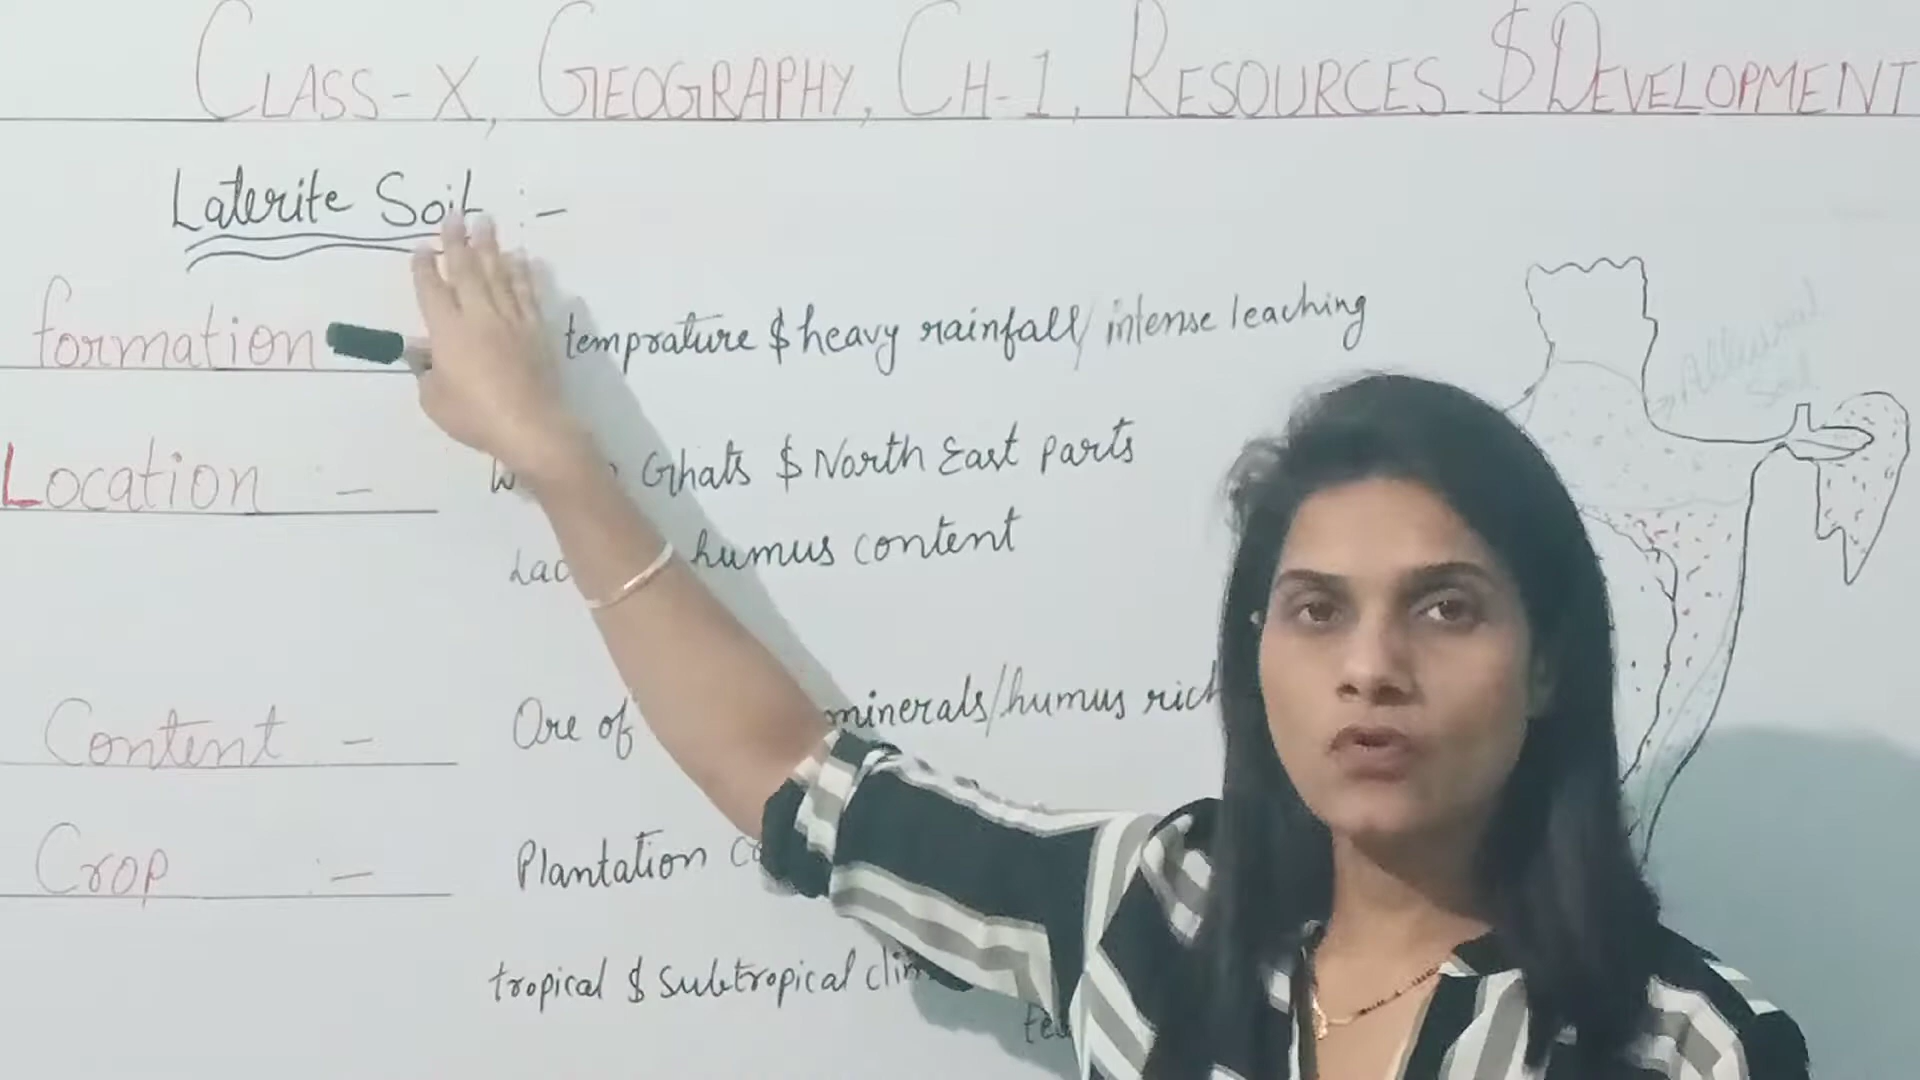 CLASS-X, GEOGRAPHY, CH-1, RESOURCES $ DEVELOPMENT
Laterite Soil :-
formation
temprature $ heavy rainfall/ intense leaching
Location :-
Ghats $ North East parts
humus content
Content -
Ore of minerals/humus rich
Crop :-
Plantation
tropical $ Subtropical
Alluvial
Soil